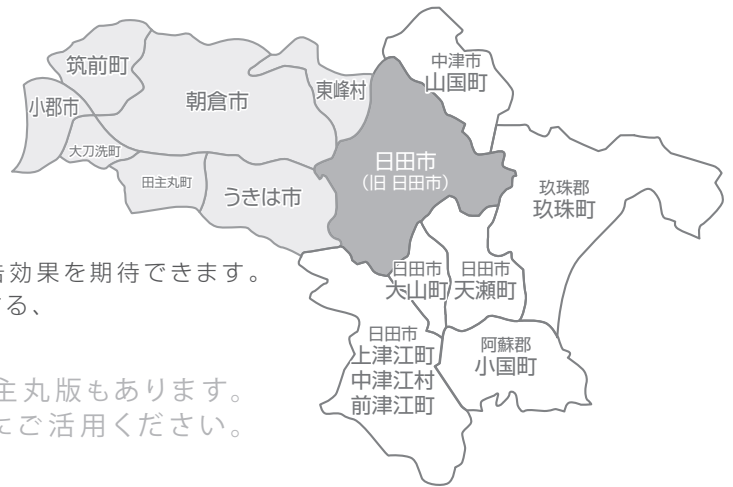 筑前町
小郡市
大刀洗町
朝倉市
東峰村
田主丸町
うきは市
中津市
山国町
日田市
(旧 日田市)
玖珠郡
玖珠町
日田市
大山町
日田市
天瀬町
日田市
上津江町
中津江村
前津江町
阿蘇郡
小国町
効果を期待できます。
る、
主丸版もあります。
にご活用ください。